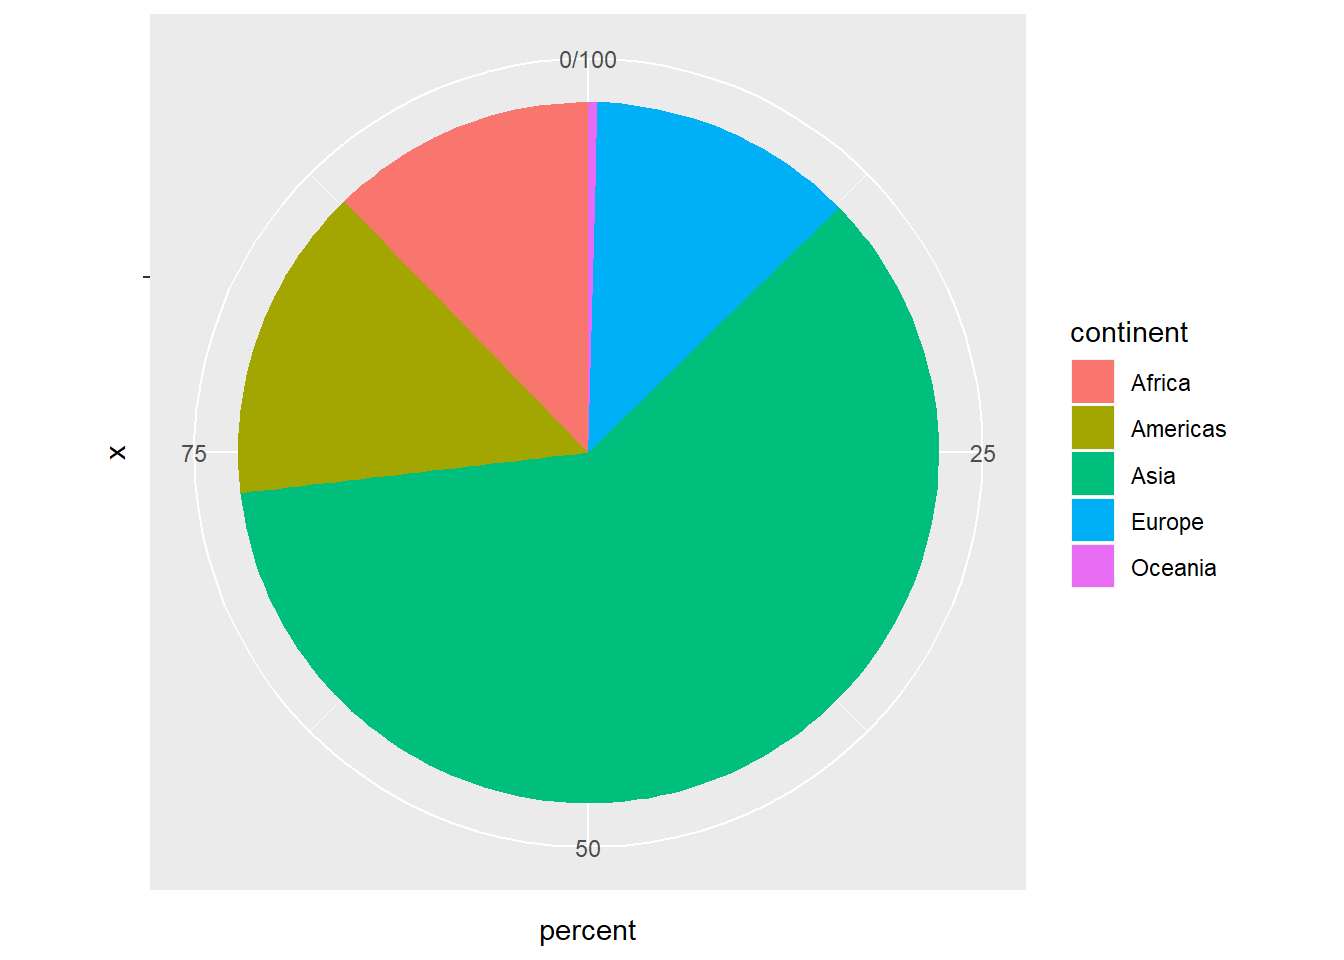 0/100
75
25
50
x
percent
continent
Africa
Americas
Asia
Europe
Oceania